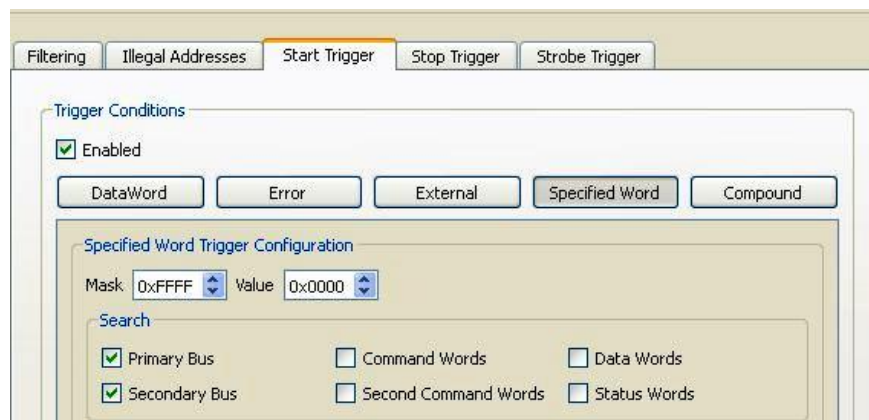 Filtering Illegal Addresses Start Trigger Stop Trigger Strobe Trigger
Trigger Conditions
Enabled
DataWord Error External Specified Word Compound
Specified Word Trigger Configuration
Mask 0xFFFF Value 0x0000
Search
Primary Bus Command Words Data Words
Secondary Bus Second Command Words Status Words